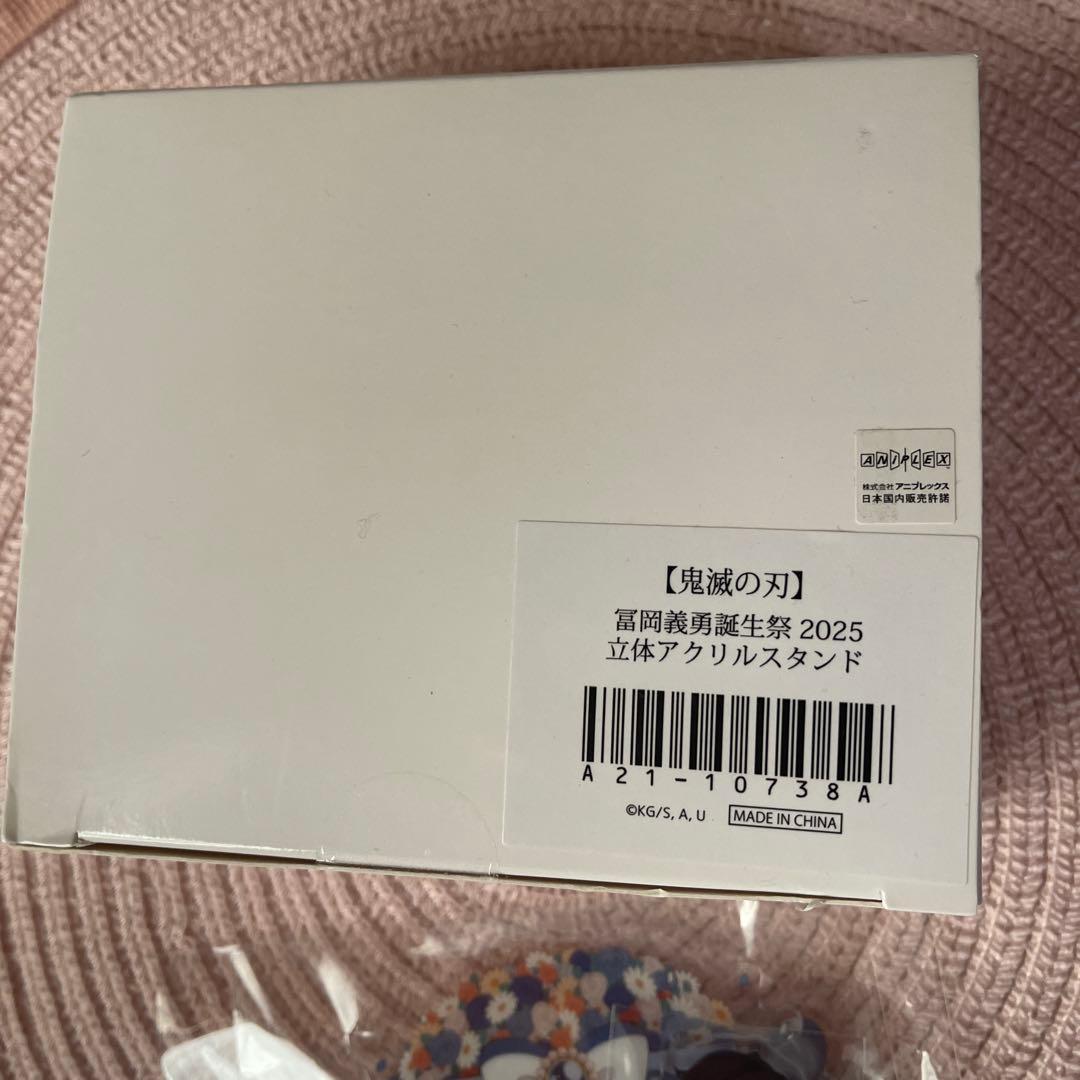 ANIPLEX
株式会社 アニプレックス
日本国内販売許諾
【鬼滅の刃】
冨岡義勇誕生祭 2025
立体アクリルスタンド
A21-10738A
©KG/S, A, U MADE IN CHINA